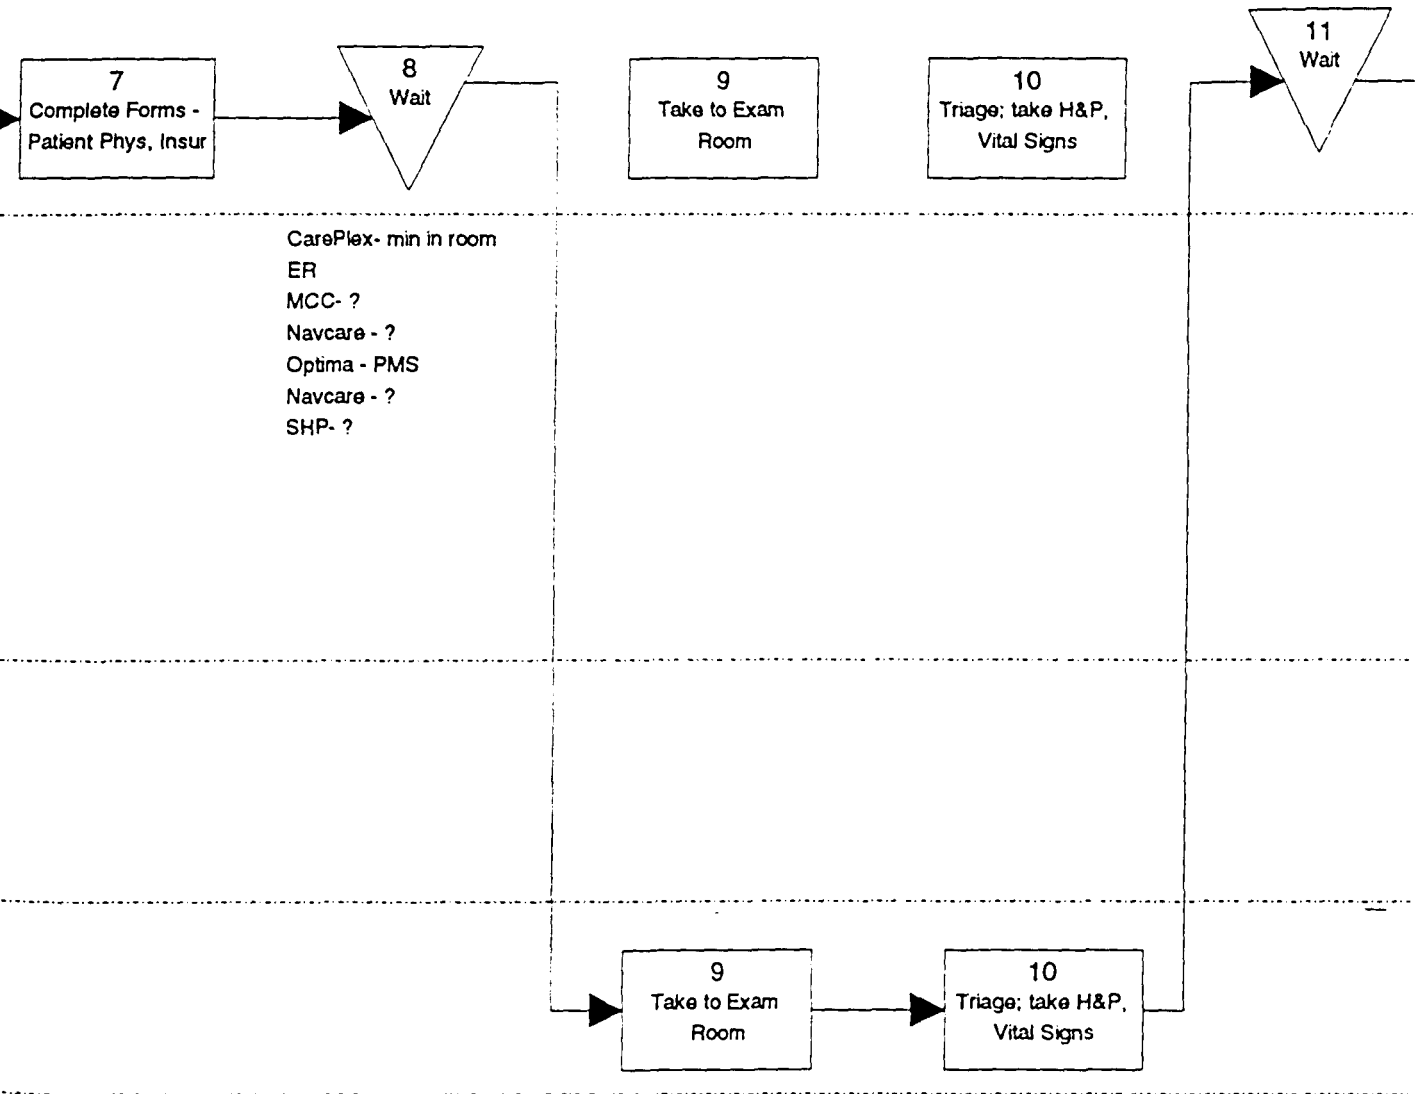 7
Complete Forms -
Patient Phys, Insur
8
Wait
9
Take to Exam
Room
10
Triage; take H&P,
Vital Signs
11
Wait
CarePlex- min in room
ER
MCC- ?
Navcare - ?
Optima - PMS
Navcare - ?
SHP- ?
9
Take to Exam
Room
10
Triage; take H&P,
Vital Signs